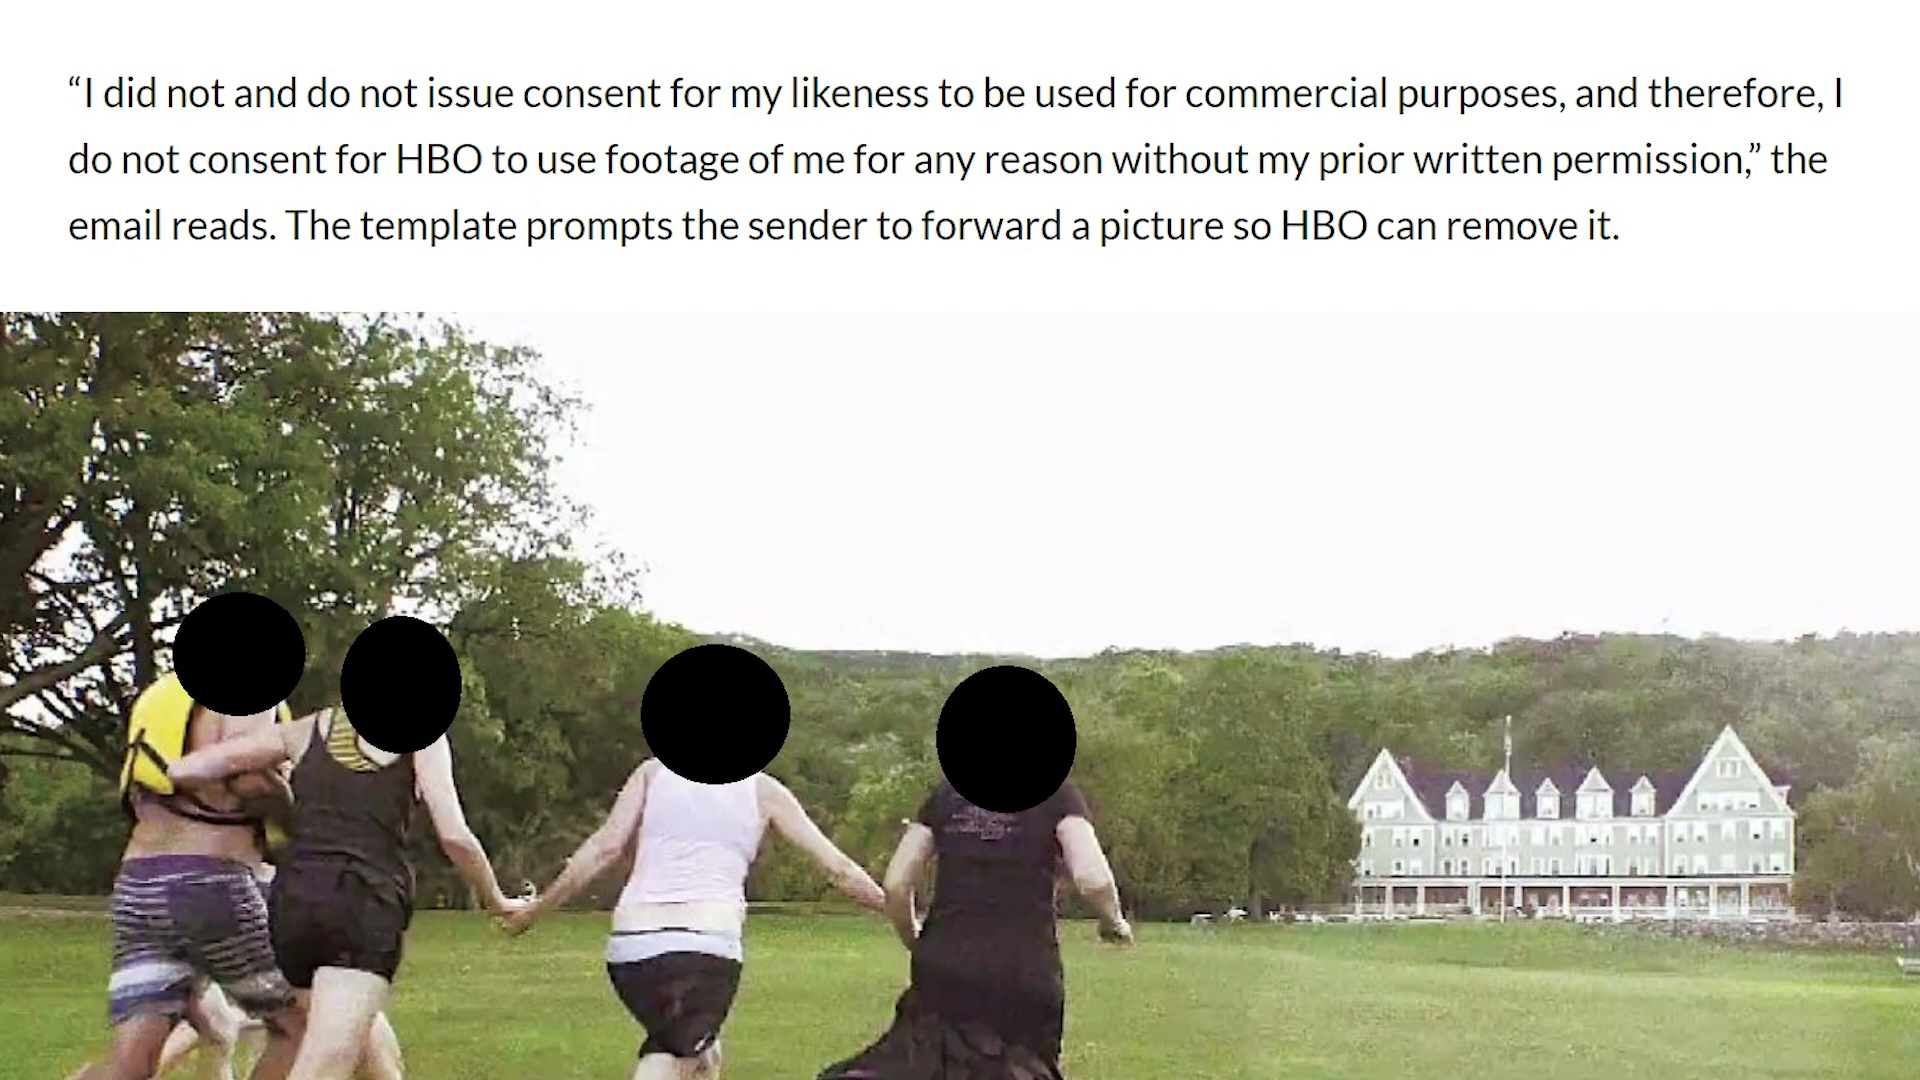 “I did not and do not issue consent for my likeness to be used for commercial purposes, and therefore, I
do not consent for HBO to use footage of me for any reason without my prior written permission,” the
email reads. The template prompts the sender to forward a picture so HBO can remove it.